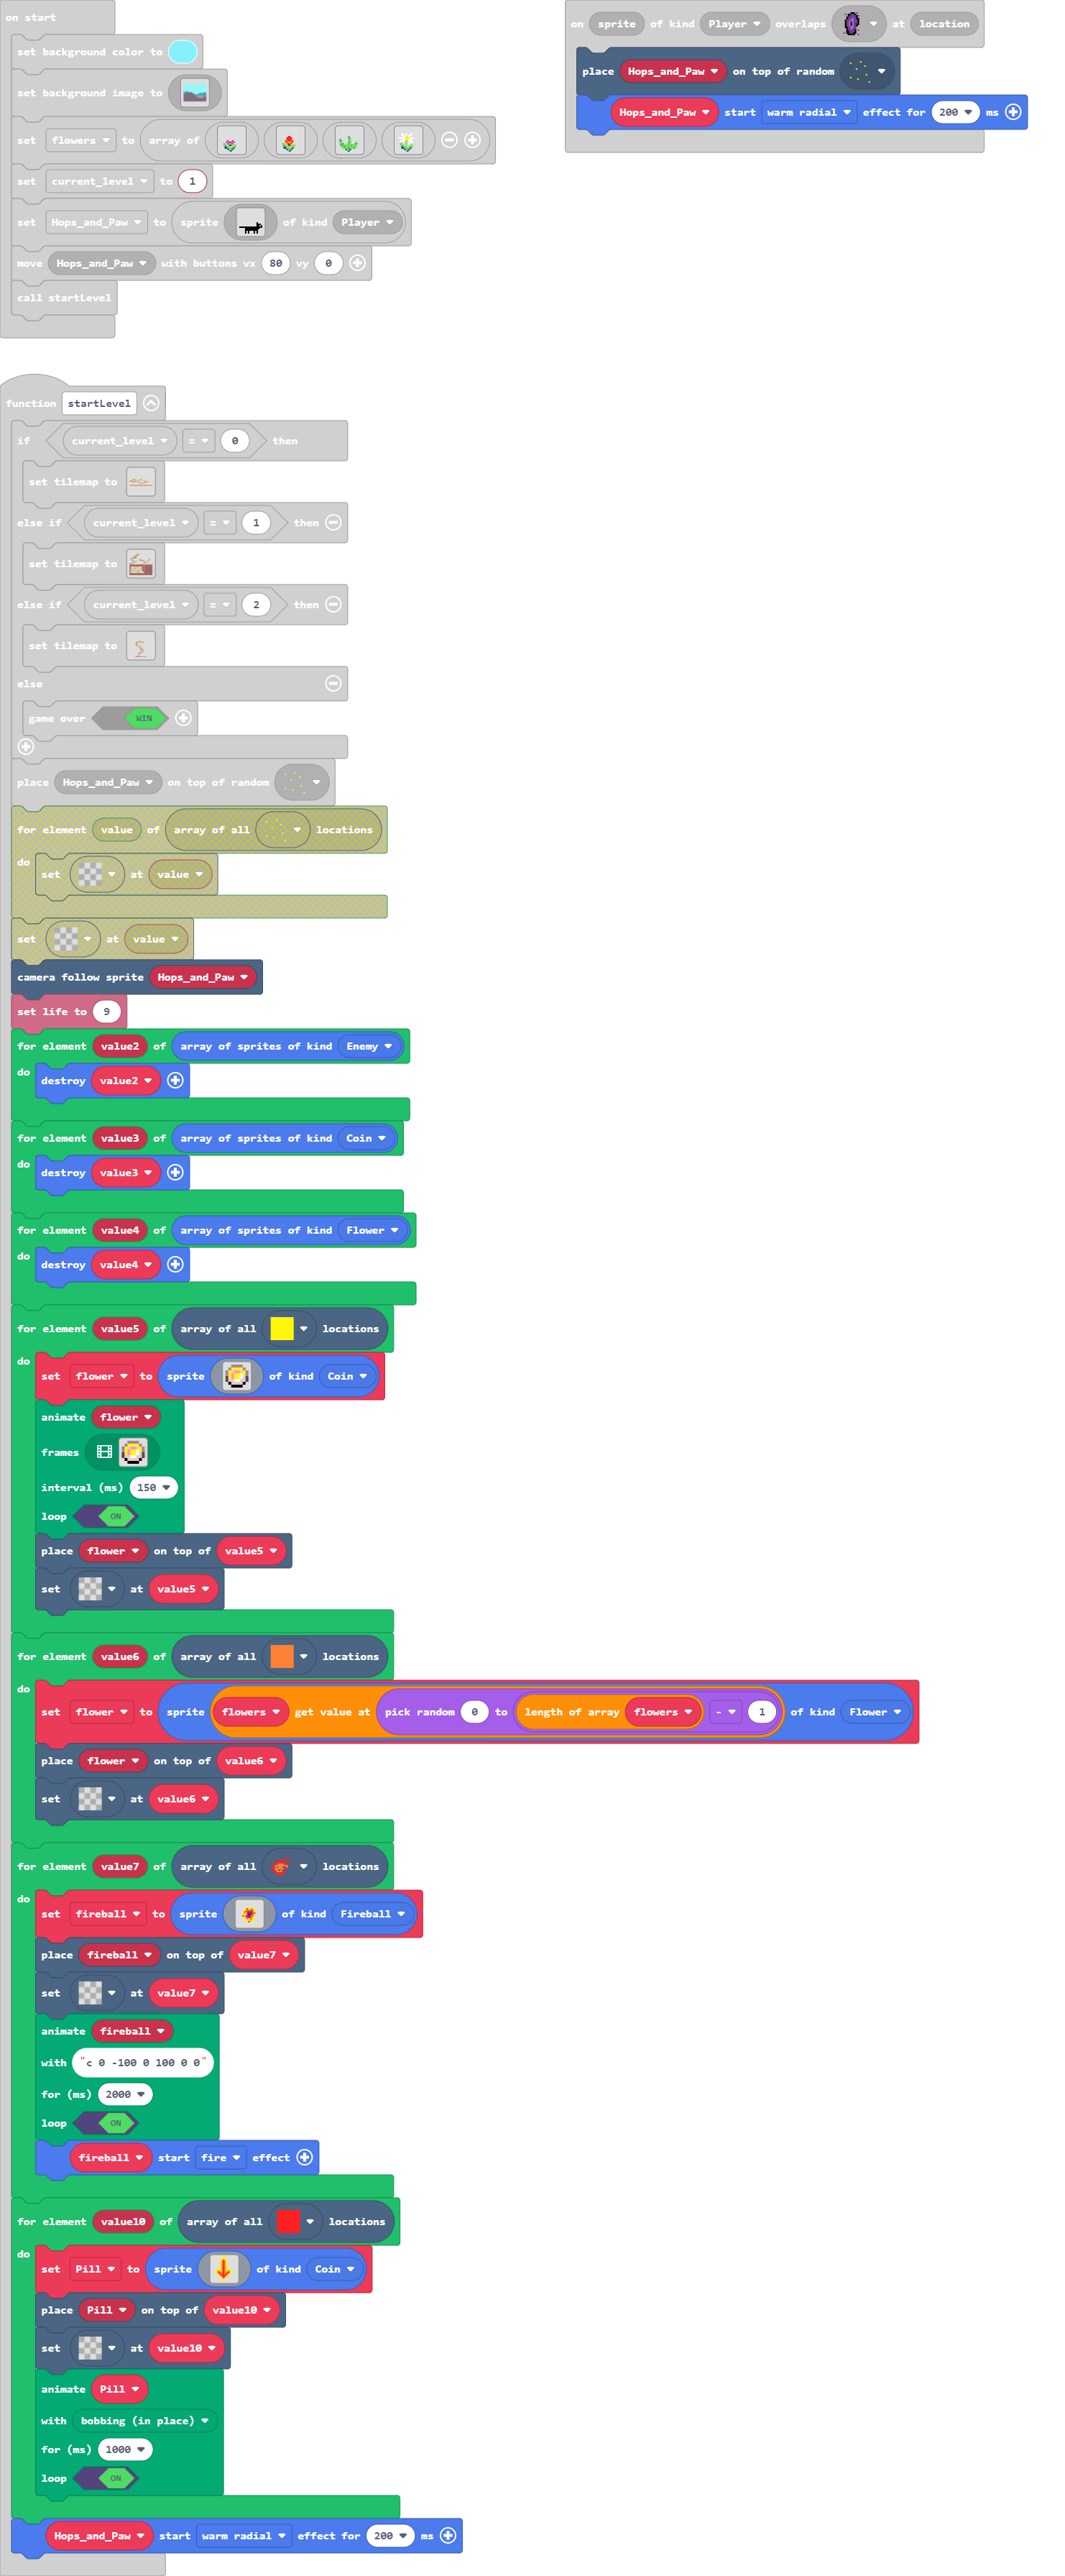 on start
set background color to
set background image to
set flowers to array of
set current_level to 1
set Hops_and_Paw to sprite of kind Player
move Hops_and_Paw with buttons vx 80 vy 0
call startLevel
on sprite of kind Player overlaps at location
place Hops_and_Paw on top of random
Hops_and_Paw start warm radial effect for 200 ms
function startLevel
if current_level = 0 then
set tilemap to
else if current_level = 1 then
set tilemap to
else if current_level = 2 then
set tilemap to
else
game over WIN
place Hops_and_Paw on top of random
for element value of array of all locations
do
set at value
set at value
camera follow sprite Hops_and_Paw
set life to 9
for element value2 of array of sprites of kind Enemy
do
destroy value2
for element value3 of array of sprites of kind Coin
do
destroy value3
for element value4 of array of sprites of kind Flower
do
destroy value4
for element value5 of array of all locations
do
set flower to sprite of kind Coin
animate flower
frames
interval (ms) 150
loop ON
place flower on top of value5
set at value5
for element value6 of array of all locations
do
set flower to sprite flowers get value at pick random 0 to length of array flowers - 1 of kind Flower
place flower on top of value6
set at value6
for element value7 of array of all locations
do
set fireball to sprite of kind Fireball
place fireball on top of value7
set at value7
animate fireball
with "c 0 -100 0 100 0 0"
for (ms) 2000
loop ON
fireball start fire effect
for element value10 of array of all locations
do
set Pill to sprite of kind Coin
place Pill on top of value10
set at value10
animate Pill
with bobbing (in place)
for (ms) 1000
loop ON
Hops_and_Paw start warm radial effect for 200 ms